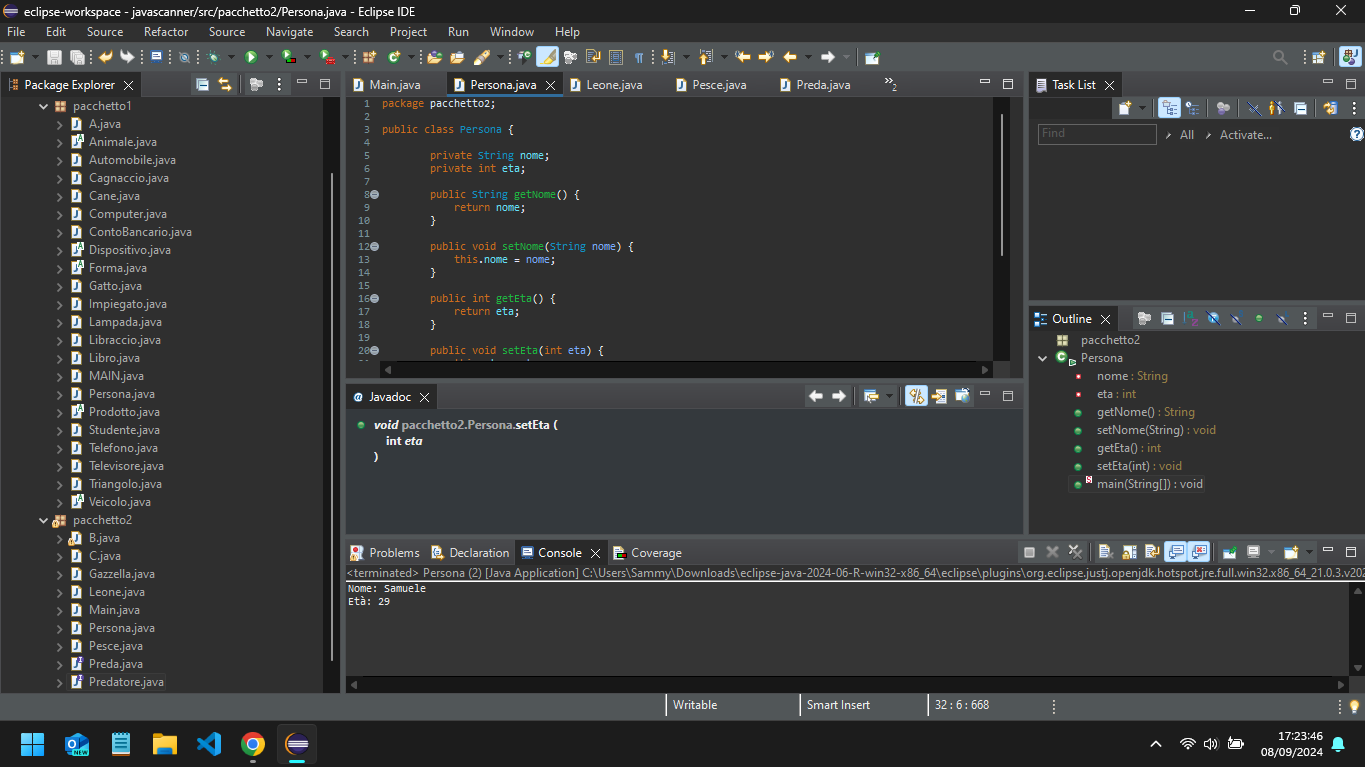 eclipse-workspace - javascanner/src/pacchetto2/Persona.java - Eclipse IDE
File Edit Source Refactor Source Navigate Search Project Run Window Help
Package Explorer
pacchetto1
A.java
Animale.java
Automobile.java
Cagnaccio.java
Cane.java
Computer.java
ContoBancario.java
Dispositivo.java
Forma.java
Gatto.java
Impiegato.java
Lampada.java
Libraccio.java
Libro.java
MAIN.java
Persona.java
Prodotto.java
Studente.java
Telefono.java
Televisore.java
Triangolo.java
Veicolo.java
pacchetto2
B.java
C.java
Gazzella.java
Leone.java
Main.java
Persona.java
Pesce.java
Preda.java
Predatore.java
Main.java Persona.java Leone.java Pesce.java Preda.java »2
1 package pacchetto2;
2
3 public class Persona {
4
5 private String nome;
6 private int eta;
7
8 public String getNome() {
9 return nome;
10 }
11
12 public void setNome(String nome) {
13 this.nome = nome;
14 }
15
16 public int getEta() {
17 return eta;
18 }
19
20 public void setEta(int eta) {
Javadoc
void pacchetto2.Persona.setEta (
int eta
)
Task List
Find All Activate...
Outline
pacchetto2
Persona
nome : String
eta : int
getNome() : String
setNome(String) : void
getEta() : int
setEta(int) : void
main(String[]) : void
Problems Declaration Console Coverage
<terminated> Persona (2) [Java Application] C:\Users\Sammy\Downloads\eclipse-java-2024-06-R-win32-x86_64\eclipse\plugins\org.eclipse.justj.openjdk.hotspot.jre.full.win32.x86_64_21.0.3.v202
Nome: Samuele
Età: 29
Writable Smart Insert 32 : 6 : 668
NEW
17:23:46
08/09/2024